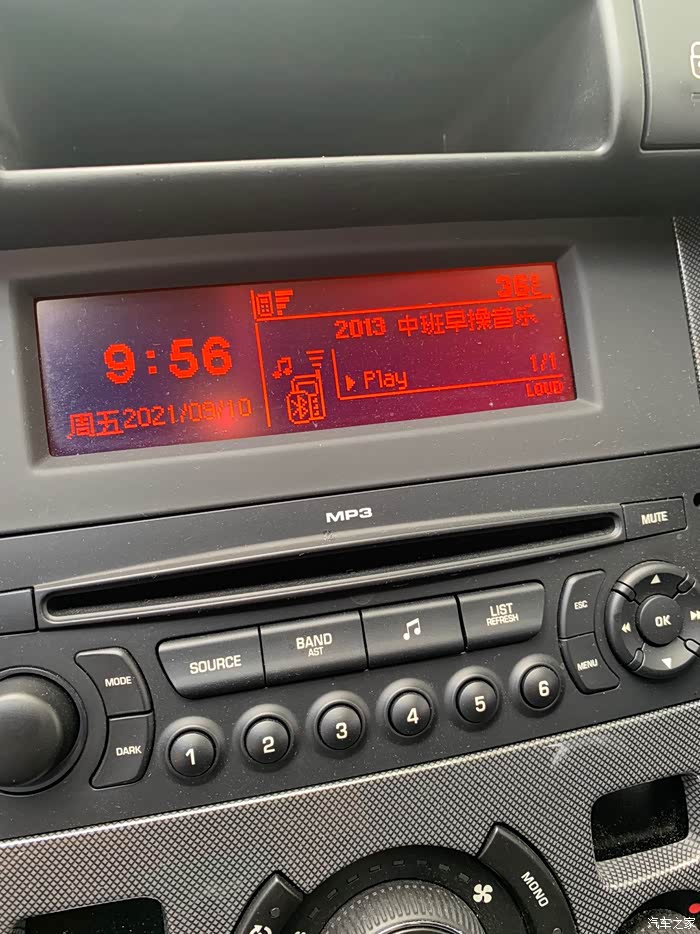 36°
2013 中班早操音乐
9:56
1/1
Play
LOUD
周五2021/09/10
MP3
MUTE
LIST
REFRESH
ESC
BAND
AST
OK
SOURCE
MENU
MODE
DARK
1 2 3 4 5 6
MONO
汽车之家